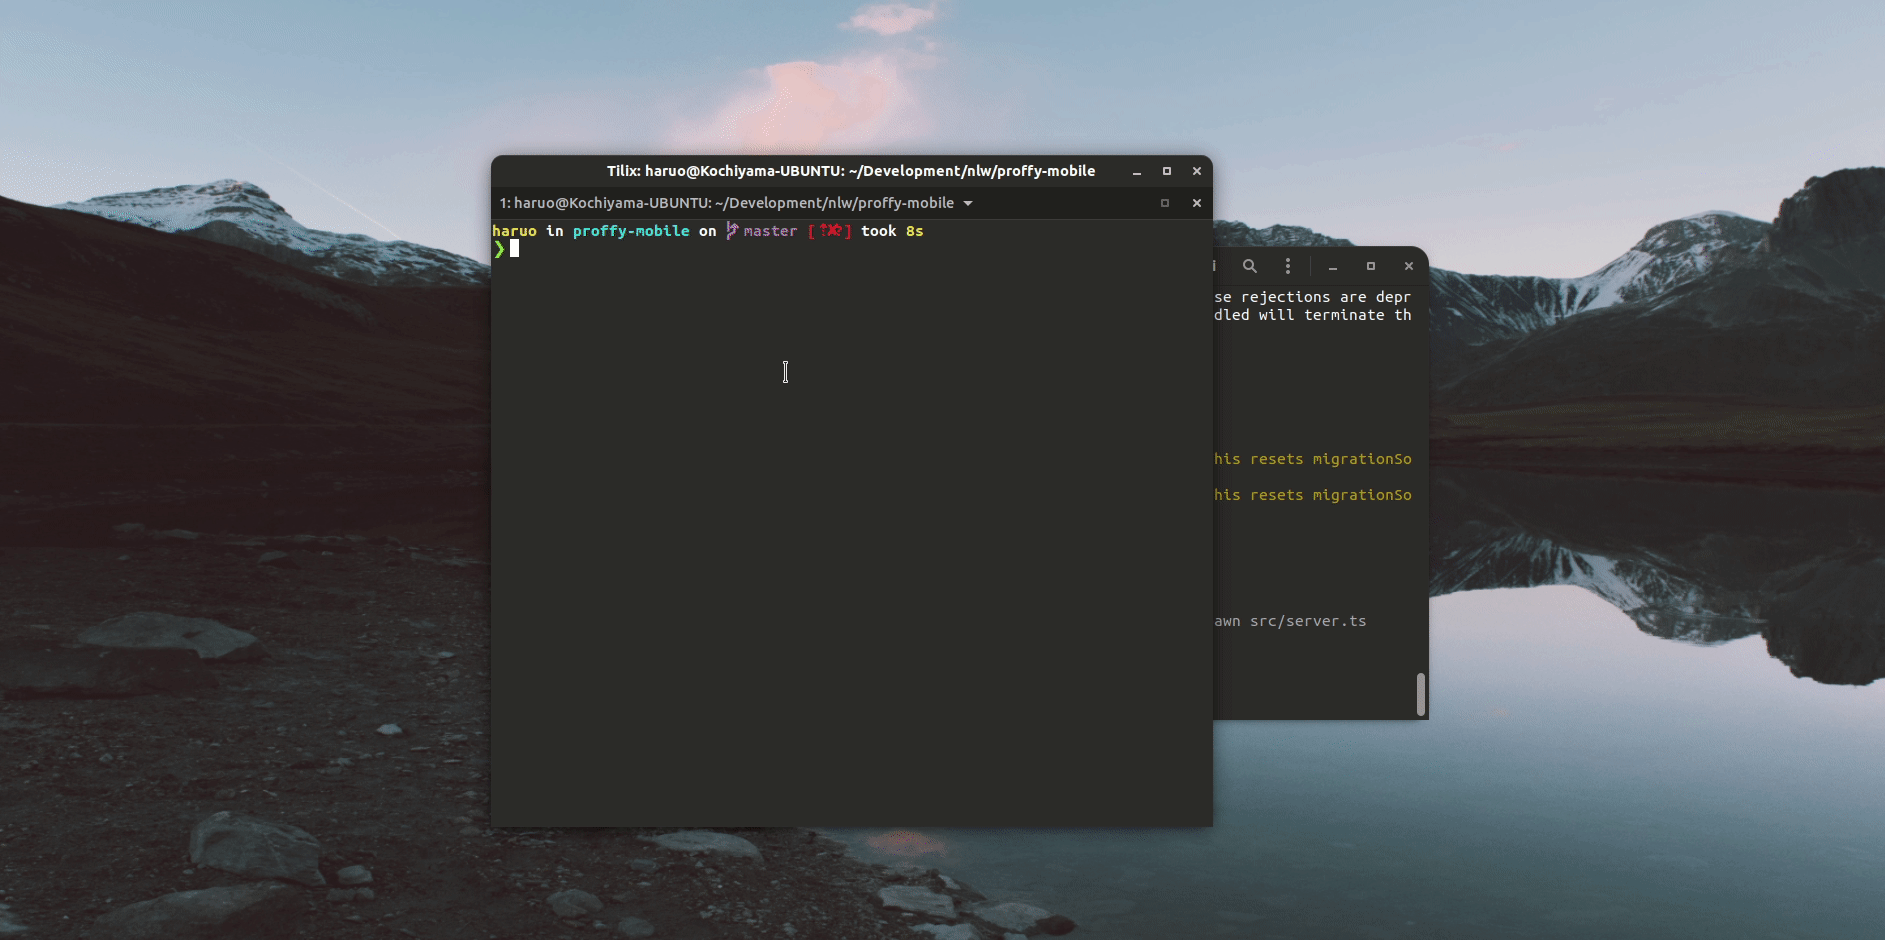 Tilix: haruo@Kochiyama-UBUNTU: ~/Development/nlw/proffy-mobile
1: haruo@Kochiyama-UBUNTU: ~/Development/nlw/proffy-mobile
haruo in proffy-mobile on master [⇡✘?] took 8s
❯
i
se rejections are depr
dled will terminate th
his resets migrationSo
his resets migrationSo
awn src/server.ts